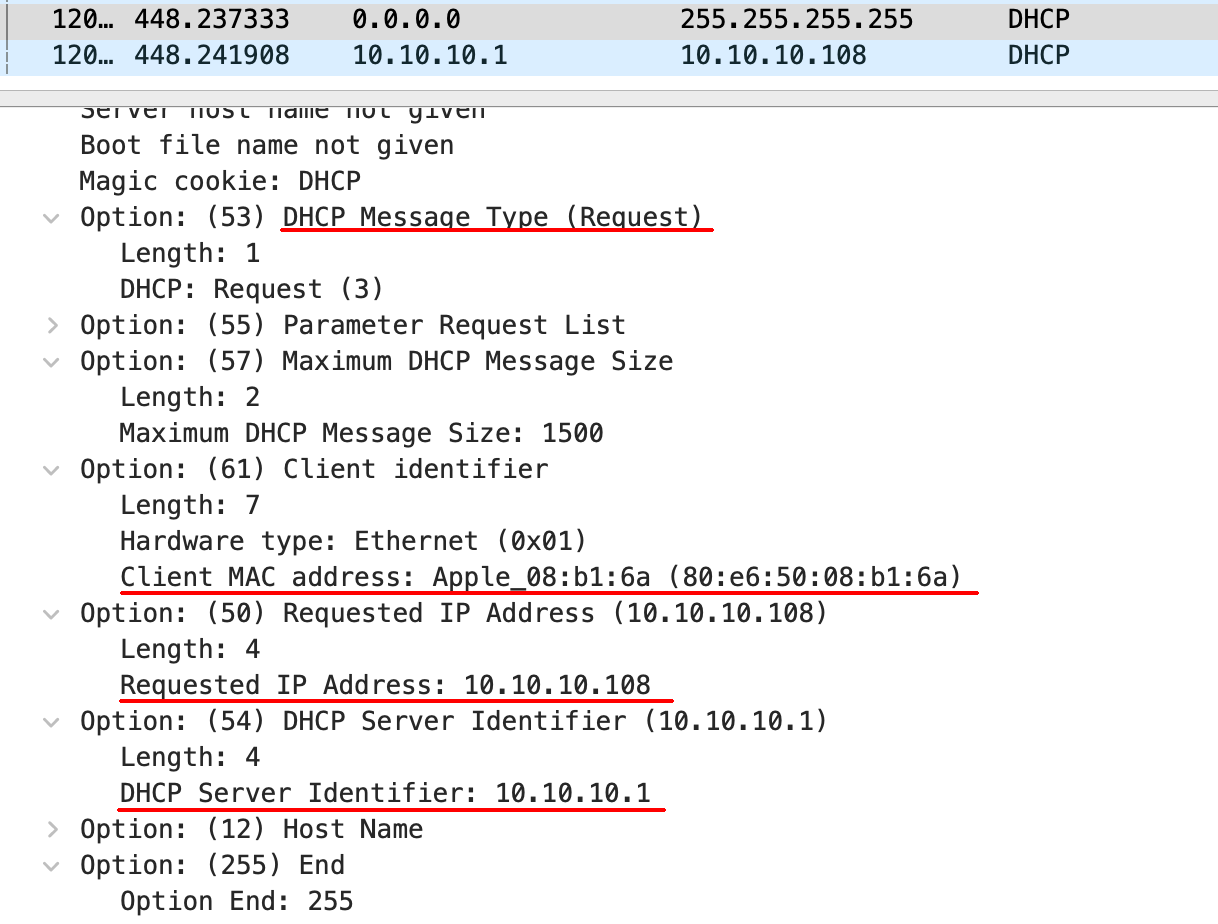 120… 448.237333 0.0.0.0 255.255.255.255 DHCP
120… 448.241908 10.10.10.1 10.10.10.108 DHCP
Server host name not given
Boot file name not given
Magic cookie: DHCP
Option: (53) DHCP Message Type (Request)
Length: 1
DHCP: Request (3)
Option: (55) Parameter Request List
Option: (57) Maximum DHCP Message Size
Length: 2
Maximum DHCP Message Size: 1500
Option: (61) Client identifier
Length: 7
Hardware type: Ethernet (0x01)
Client MAC address: Apple_08:b1:6a (80:e6:50:08:b1:6a)
Option: (50) Requested IP Address (10.10.10.108)
Length: 4
Requested IP Address: 10.10.10.108
Option: (54) DHCP Server Identifier (10.10.10.1)
Length: 4
DHCP Server Identifier: 10.10.10.1
Option: (12) Host Name
Option: (255) End
Option End: 255